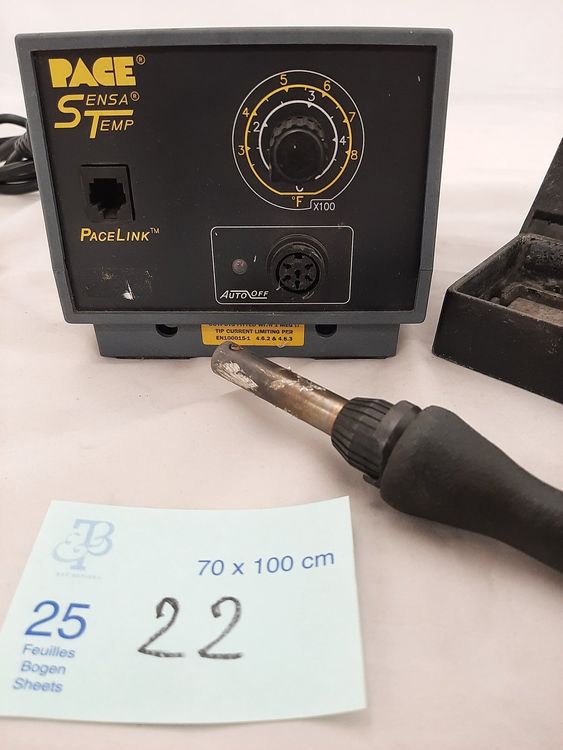 PACE®
SENSA®
TEMP
PACELINK™
3 4 5 6 7 8
2 3 4
°F X100
AUTO OFF
TIP CURRENT LIMITING PER
EN100015-1 4.6.2 & 4.6.3
70 x 100 cm
25
Feuilles
Bogen
Sheets
22